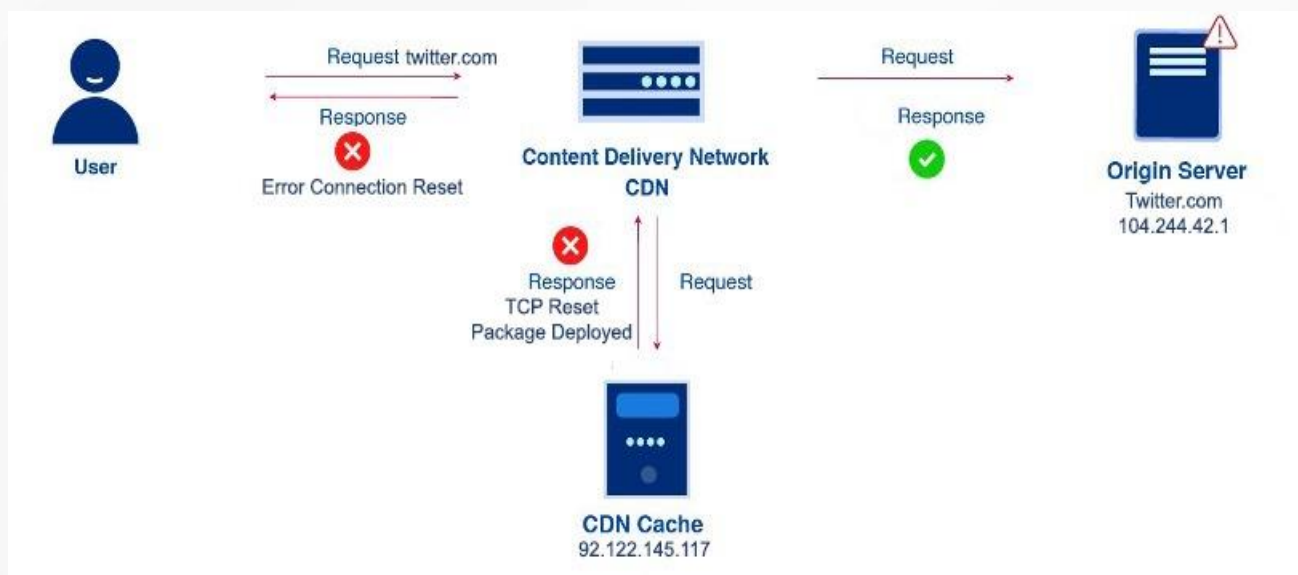 Request twitter.com
Response
Error Connection Reset
User
Content Delivery Network
CDN
Request
Response
Origin Server
Twitter.com
104.244.42.1
Response
TCP Reset
Package Deployed
Request
CDN Cache
92.122.145.117